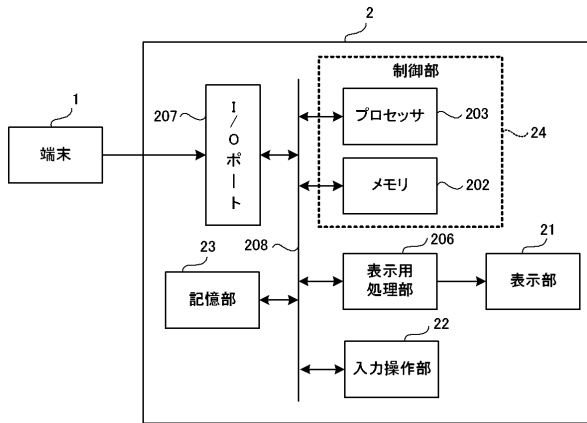 2
制御部
1
207
I/Oポート
プロセッサ
203
24
端末
メモリ
202
208
206
21
23
表示用
処理部
表示部
記憶部
22
入力操作部